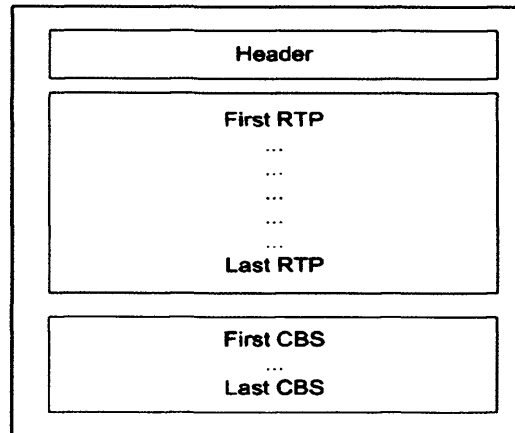 Header
First RTP
...
...
...
...
...
Last RTP
First CBS
...
Last CBS